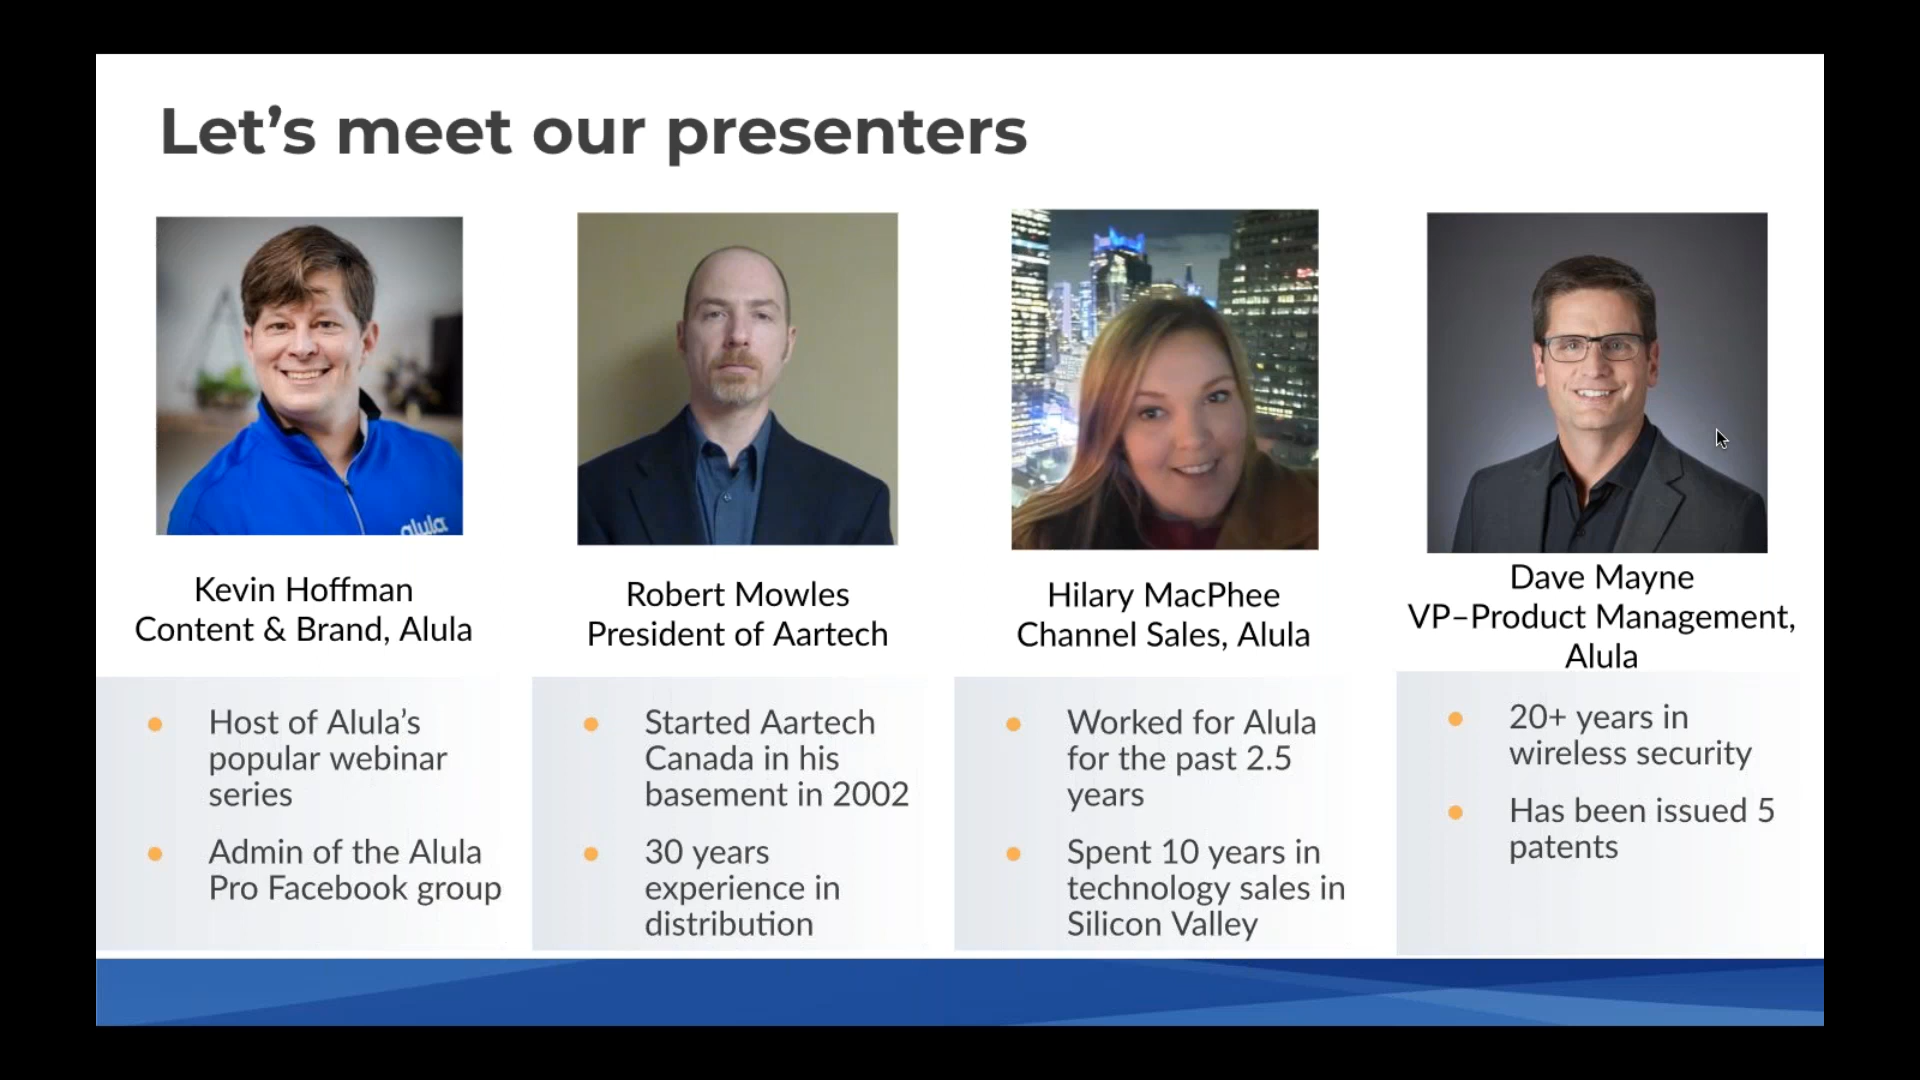 Let’s meet our presenters
alula
Kevin Hoffman
Content & Brand, Alula
Host of Alula’s
popular webinar
series
Admin of the Alula
Pro Facebook group
Robert Mowles
President of Aartech
Started Aartech
Canada in his
basement in 2002
30 years
experience in
distribution
Hilary MacPhee
Channel Sales, Alula
Worked for Alula
for the past 2.5
years
Spent 10 years in
technology sales in
Silicon Valley
Dave Mayne
VP–Product Management,
Alula
20+ years in
wireless security
Has been issued 5
patents